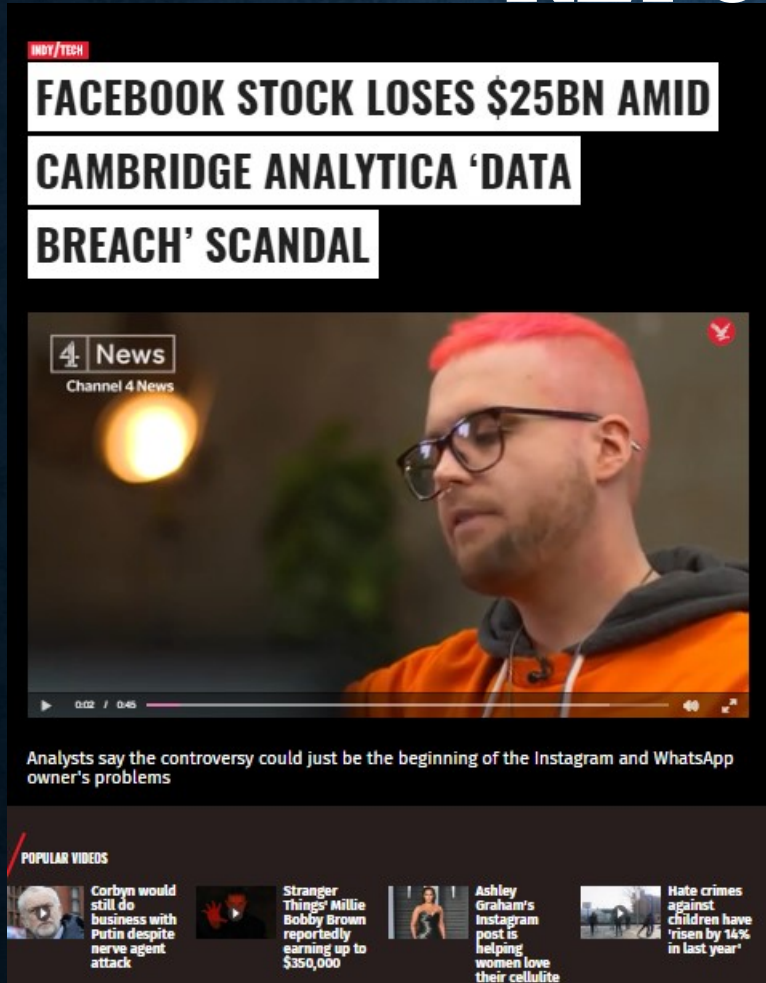 INDY/TECH
FACEBOOK STOCK LOSES $25BN AMID
CAMBRIDGE ANALYTICA ‘DATA
BREACH’ SCANDAL
4 News
Channel 4 News
0:02 / 0:45
Analysts say the controversy could just be the beginning of the Instagram and WhatsApp
owner's problems
POPULAR VIDEOS
Corbyn would
still do
business with
Putin despite
nerve agent
attack
Stranger
Things' Millie
Bobby Brown
reportedly
earning up to
$350,000
Ashley
Graham's
Instagram
post is
helping
women love
their cellulite
Hate crimes
against
children have
'risen by 14%
in last year'